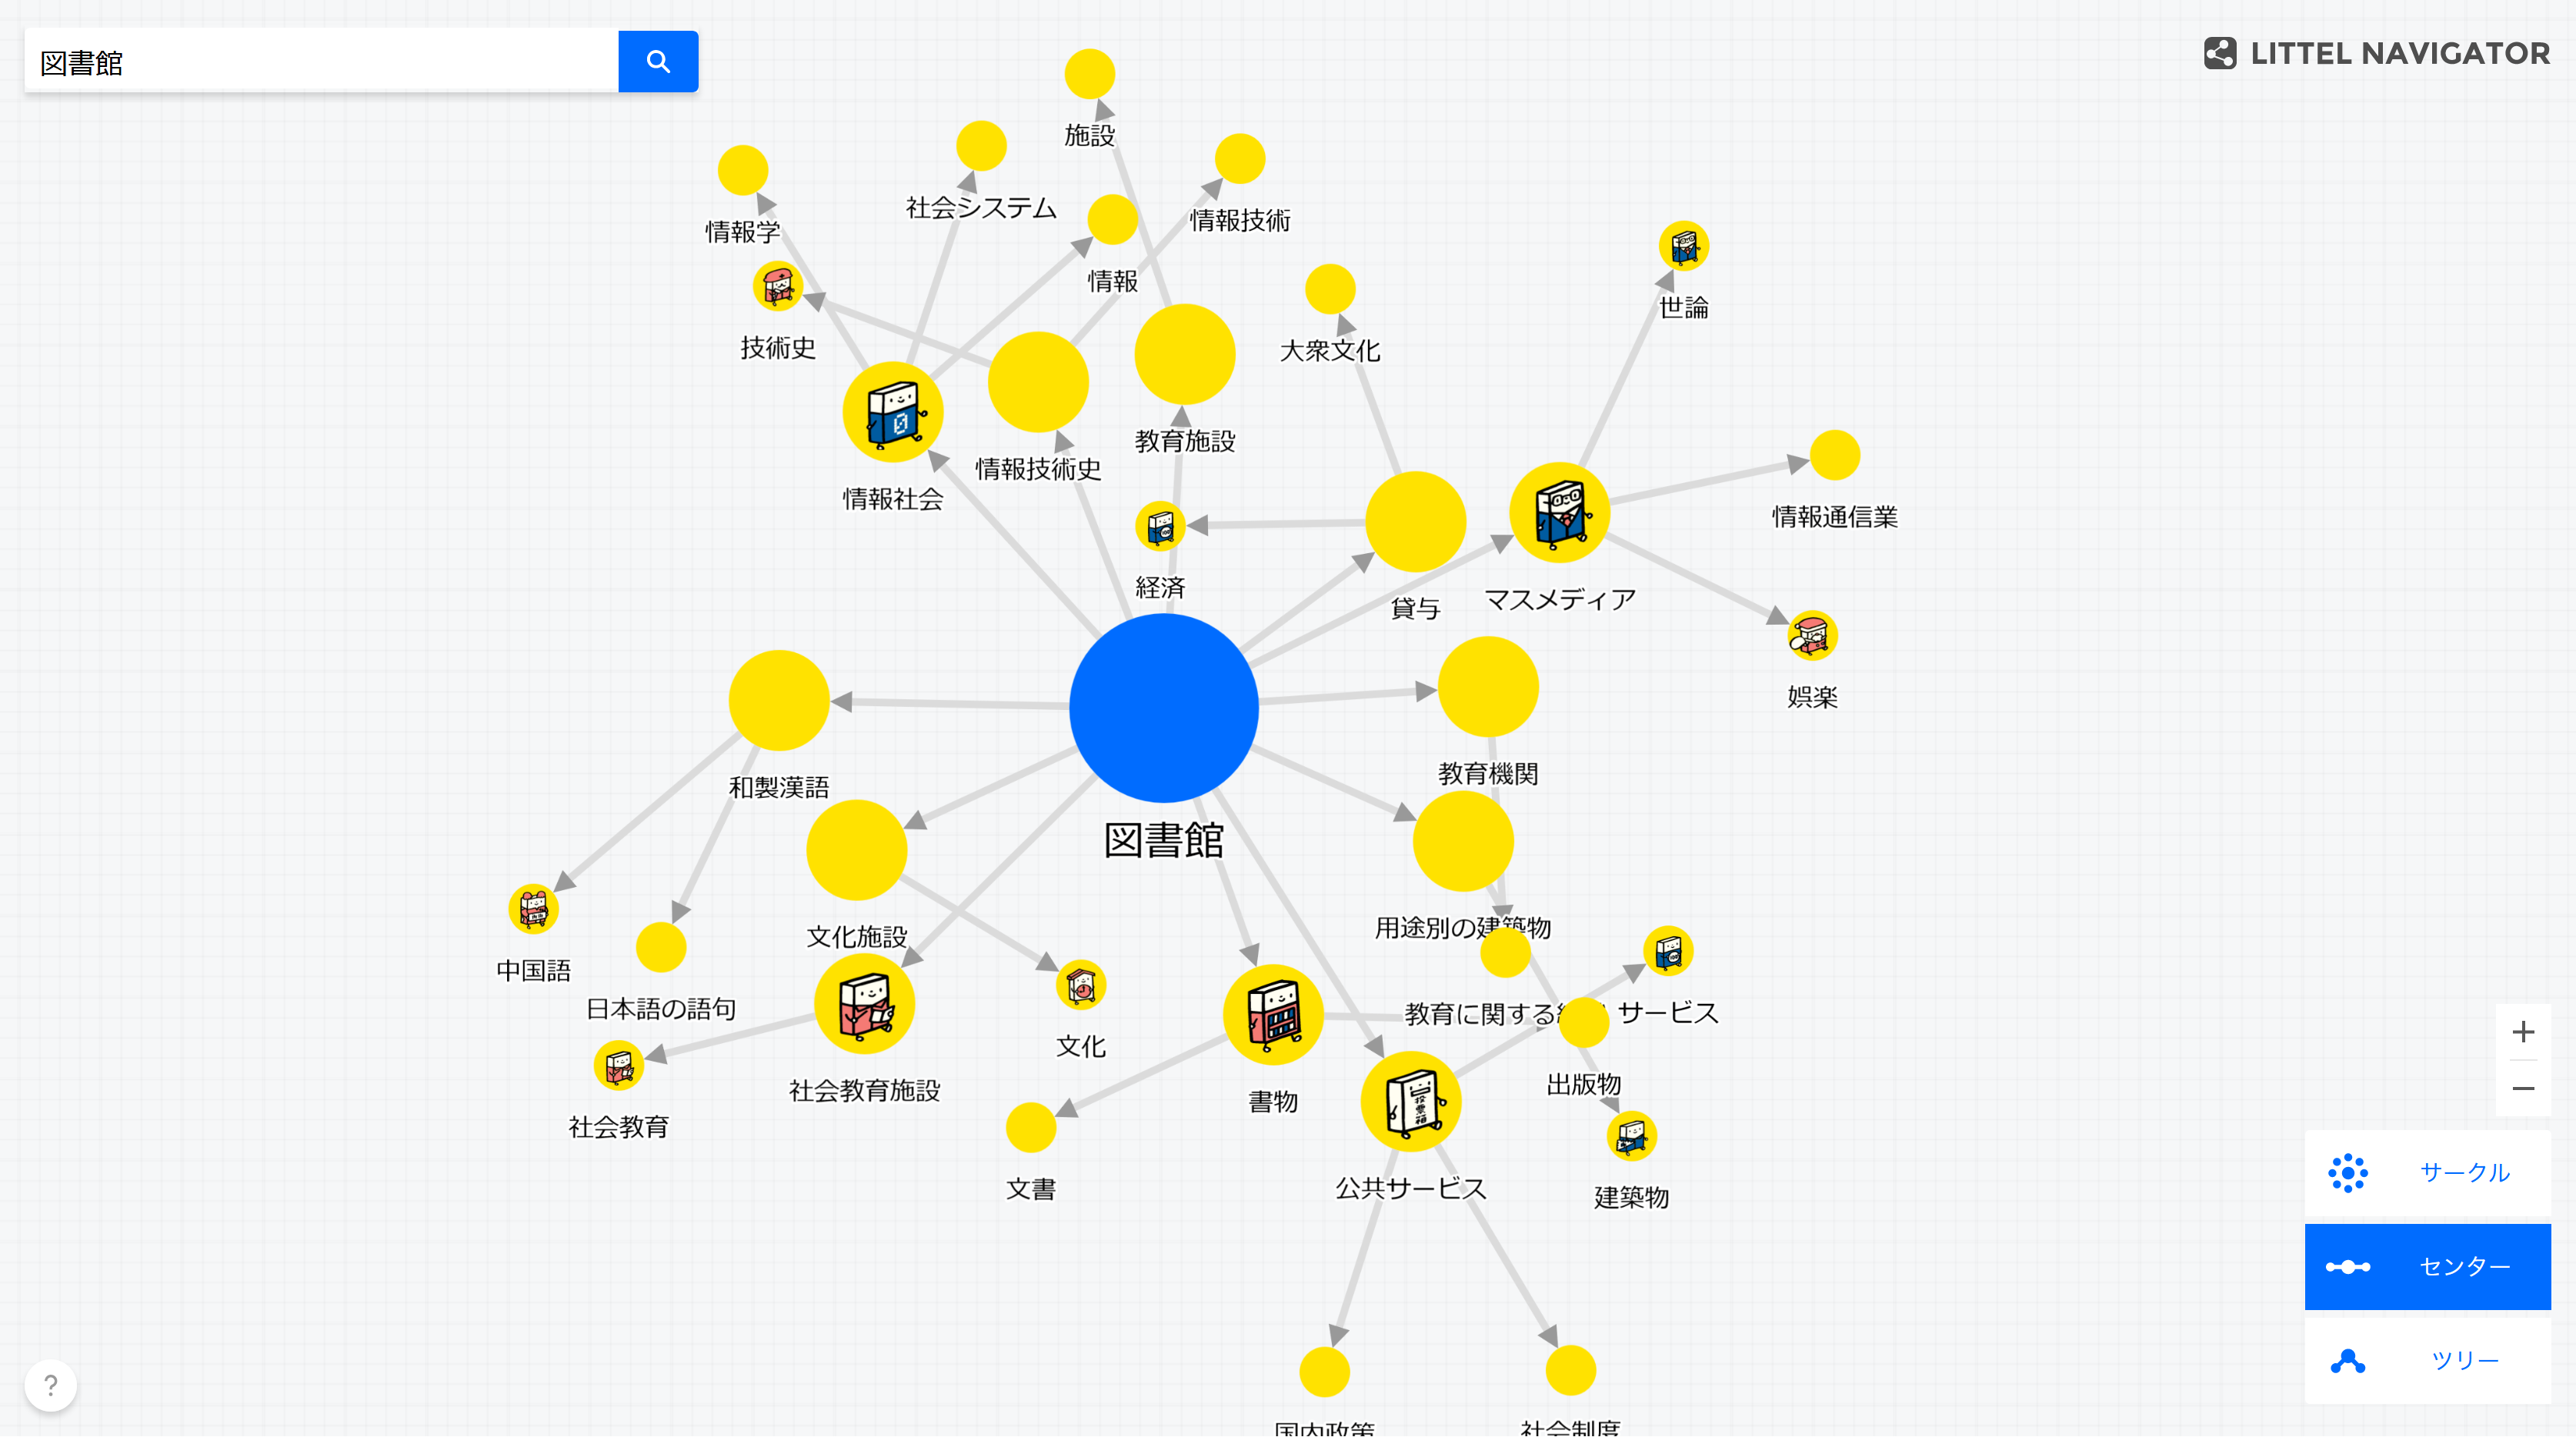 図書館
LITTEL NAVIGATOR
施設
社会システム
情報技術
情報学
情報
世論
技術史
大衆文化
教育施設
情報技術史
情報社会
情報通信業
経済
貸与
マスメディア
娯楽
教育機関
和製漢語
図書館
用途別の建築物
文化施設
中国語
日本語の語句
教育に関する
サービス
文化
出版物
社会教育施設
書物
社会教育
文書
公共サービス
投票箱
建築物
国内政策
社会制度
+
−
サークル
センター
ツリー
?